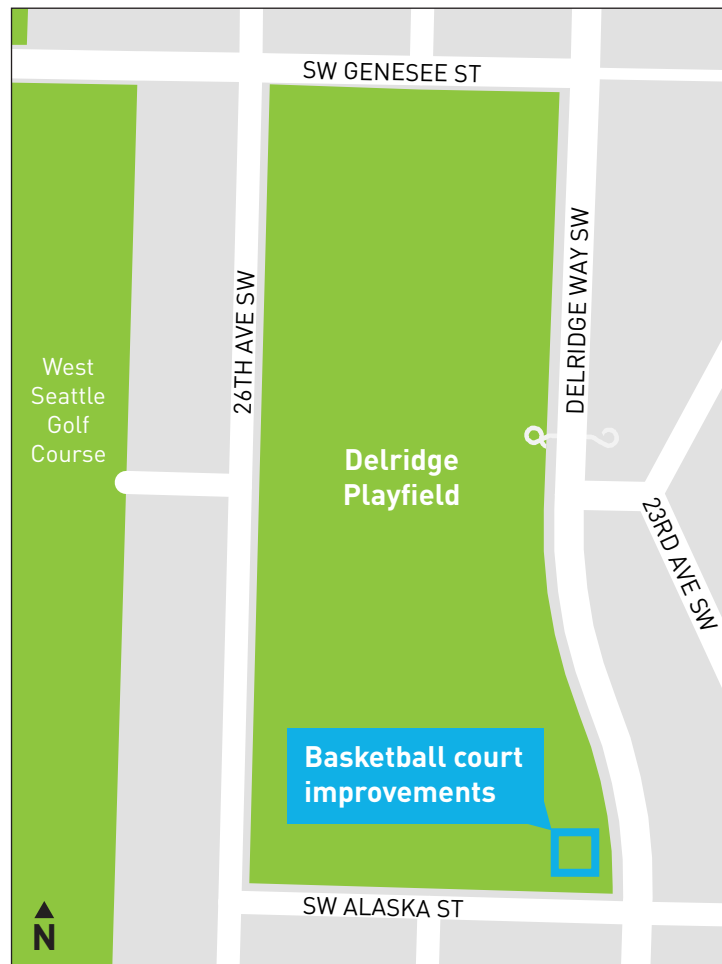 SW GENESEE ST
26TH AVE SW
DELRIDGE WAY SW
West
Seattle
Golf
Course
Delridge
Playfield
23RD AVE SW
Basketball court
improvements
SW ALASKA ST
N